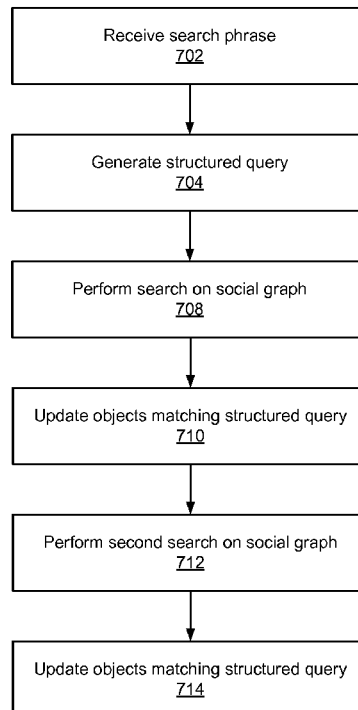 Receive search phrase
702
Generate structured query
704
Perform search on social graph
708
Update objects matching structured query
710
Perform second search on social graph
712
Update objects matching structured query
714